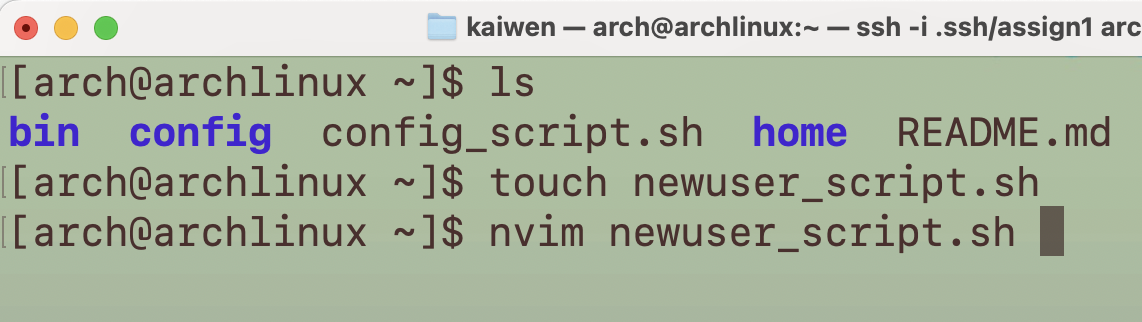 kaiwen — arch@archlinux:~ — ssh -i .ssh/assign1 arc
[[arch@archlinux ~]$ ls
bin config config_script.sh home README.md
[[arch@archlinux ~]$ touch newuser_script.sh
[[arch@archlinux ~]$ nvim newuser_script.sh